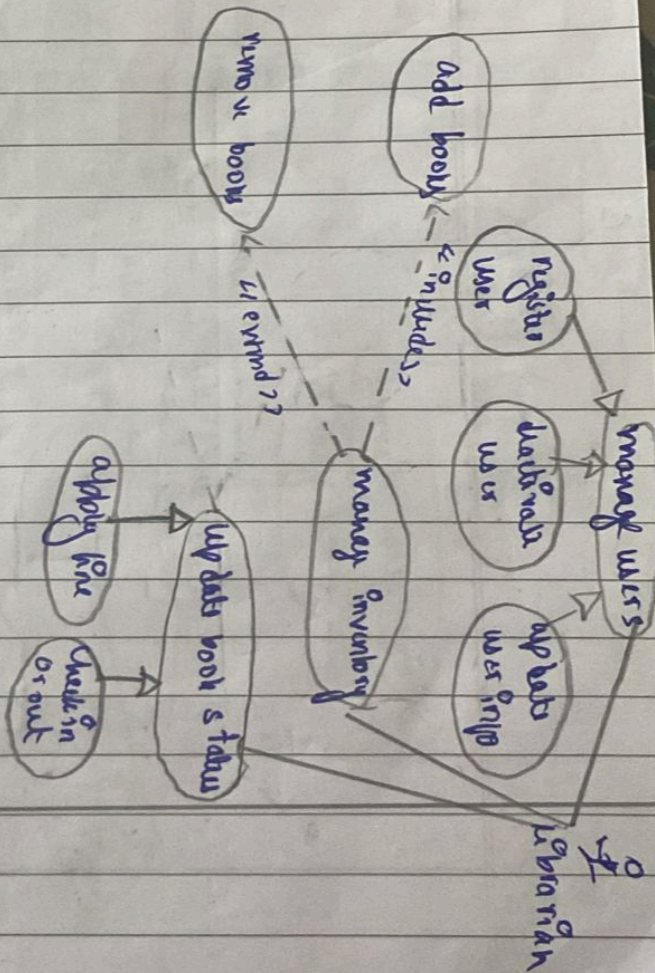 manage users
Librarian
register
user
deactivate
user
update
user info
add books
<<includes>>
manage inventory
remove books
<<extend>>
update book status
apply fine
check in
or out